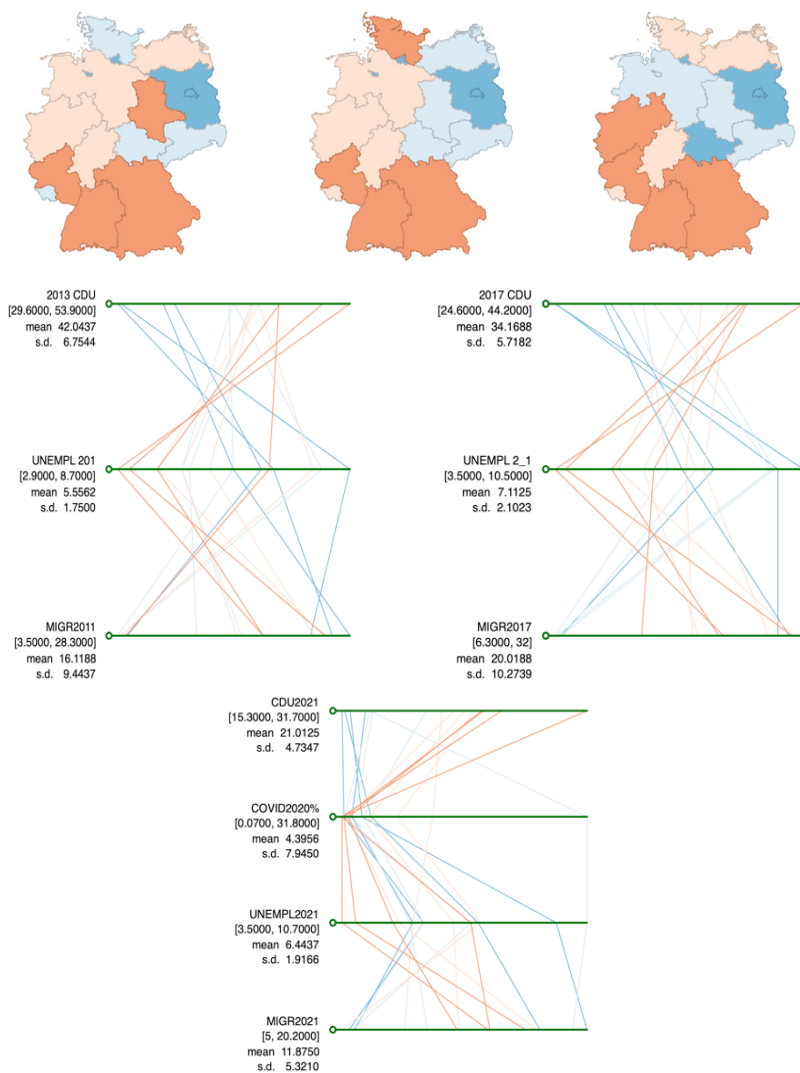 2013 CDU
[29.6000, 53.9000]
mean 42.0437
s.d. 6.7544
UNEMPL 201
[2.9000, 8.7000]
mean 5.5562
s.d. 1.7500
MIGR2011
[3.5000, 28.3000]
mean 16.1188
s.d. 9.4437
2017 CDU
[24.6000, 44.2000]
mean 34.1688
s.d. 5.7182
UNEMPL 2_1
[3.5000, 10.5000]
mean 7.1125
s.d. 2.1023
MIGR2017
[6.3000, 32]
mean 20.0188
s.d. 10.2739
CDU2021
[15.3000, 31.7000]
mean 21.0125
s.d. 4.7347
COVID2020%
[0.0700, 31.8000]
mean 4.3956
s.d. 7.9450
UNEMPL2021
[3.5000, 10.7000]
mean 6.4437
s.d. 1.9166
MIGR2021
[5, 20.2000]
mean 11.8750
s.d. 5.3210